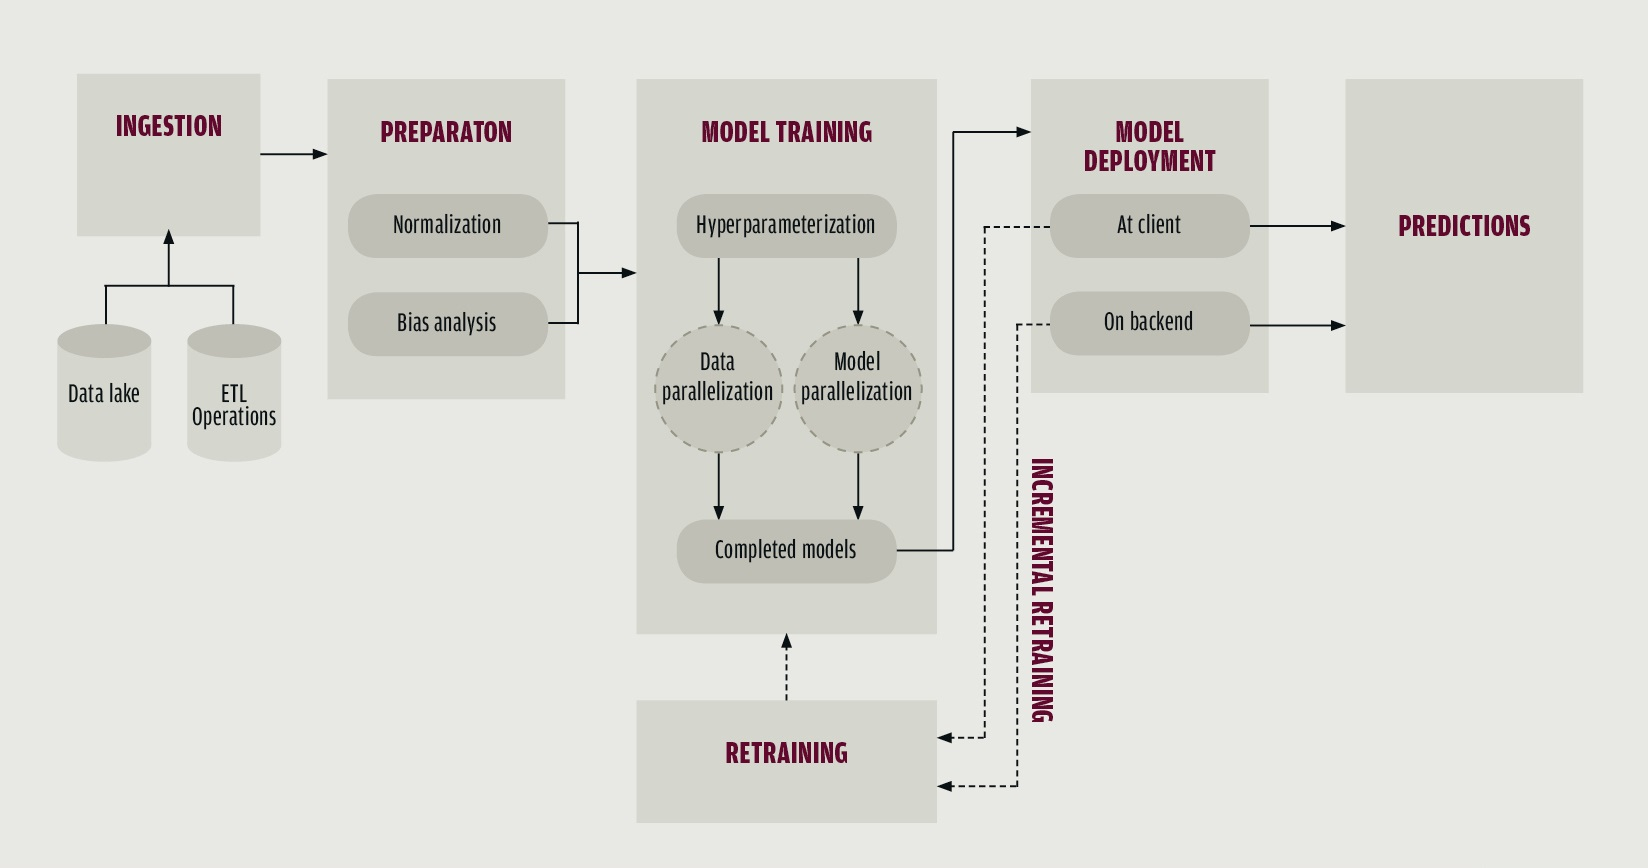 INGESTION
Data lake
ETL
Operations
PREPARATON
Normalization
Bias analysis
MODEL TRAINING
Hyperparameterization
Data
parallelization
Model
parallelization
Completed models
MODEL
DEPLOYMENT
At client
On backend
PREDICTIONS
INCREMENTAL RETRAINING
RETRAINING